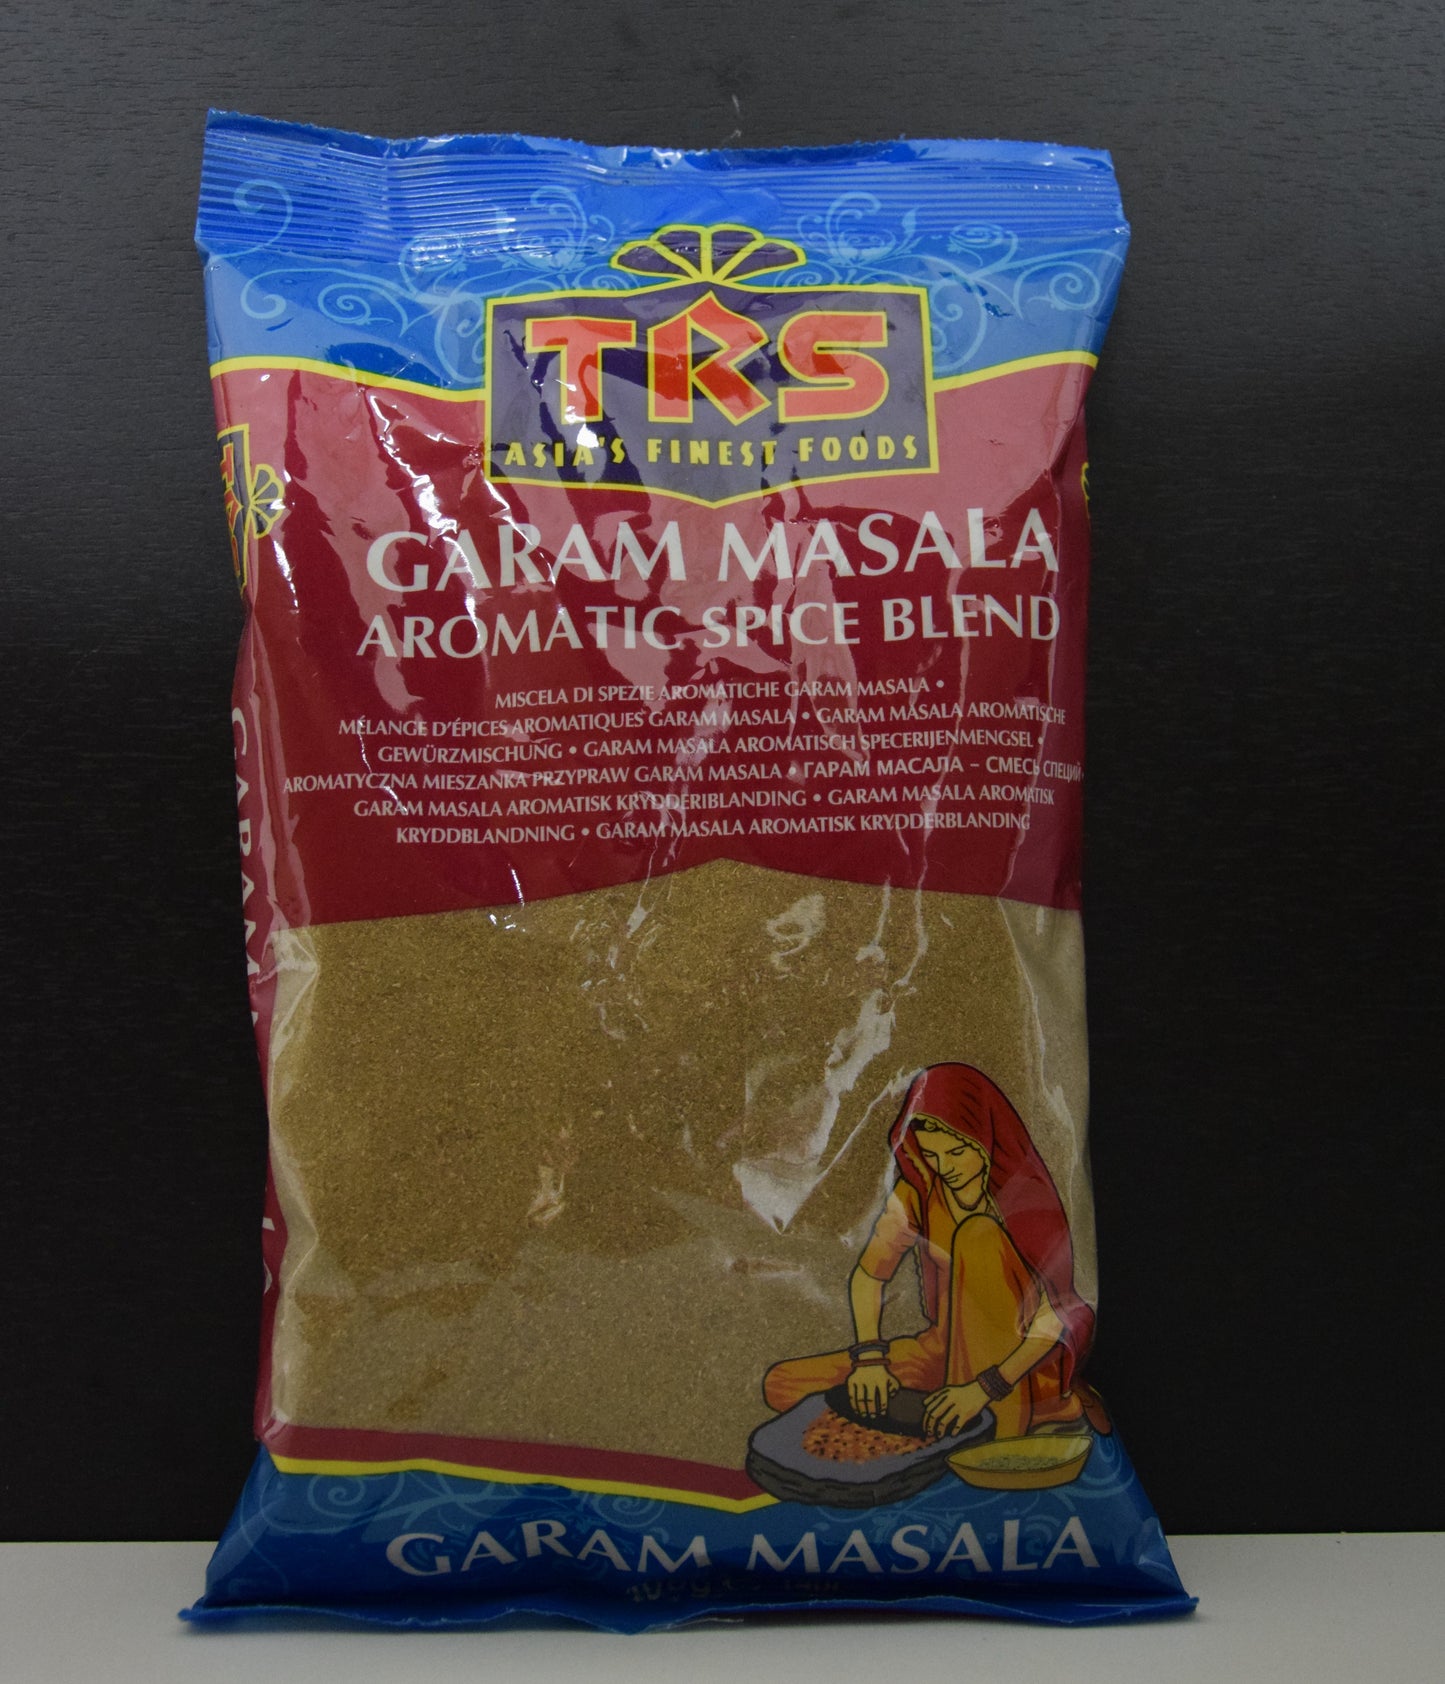 TRS
ASIA'S FINEST FOODS
GARAM MASALA
AROMATIC SPICE BLEND
MISCELA DI SPEZIE AROMATICHE GARAM MASALA •
MÉLANGE D'ÉPICES AROMATIQUES GARAM MASALA • GARAM MASALA AROMATISCHE
GEWÜRZMISCHUNG • GARAM MASALA AROMATISCH SPECERIJENMENGSEL •
AROMATYCZNA MIESZANKA PRZYPRAW GARAM MASALA • ГАРАМ МАСАЛА – СМЕСЬ СПЕЦИЙ •
GARAM MASALA AROMATISK KRYDDERIBLANDING • GARAM MASALA AROMATISK
KRYDDBLANDNING • GARAM MASALA AROMATISK KRYDDERBLANDING
GARAM MASALA